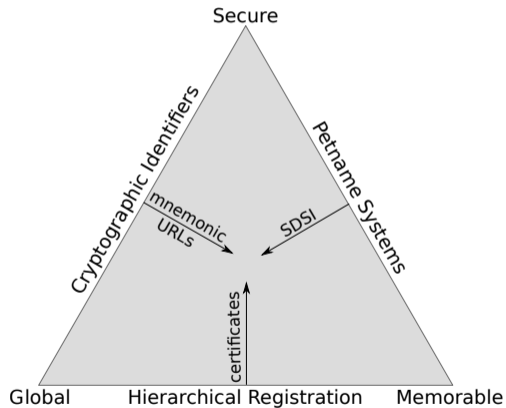 Secure
Cryptographic Identifiers
Petname Systems
mnemonic
URLs
SDSI
certificates
Global
Hierarchical Registration
Memorable